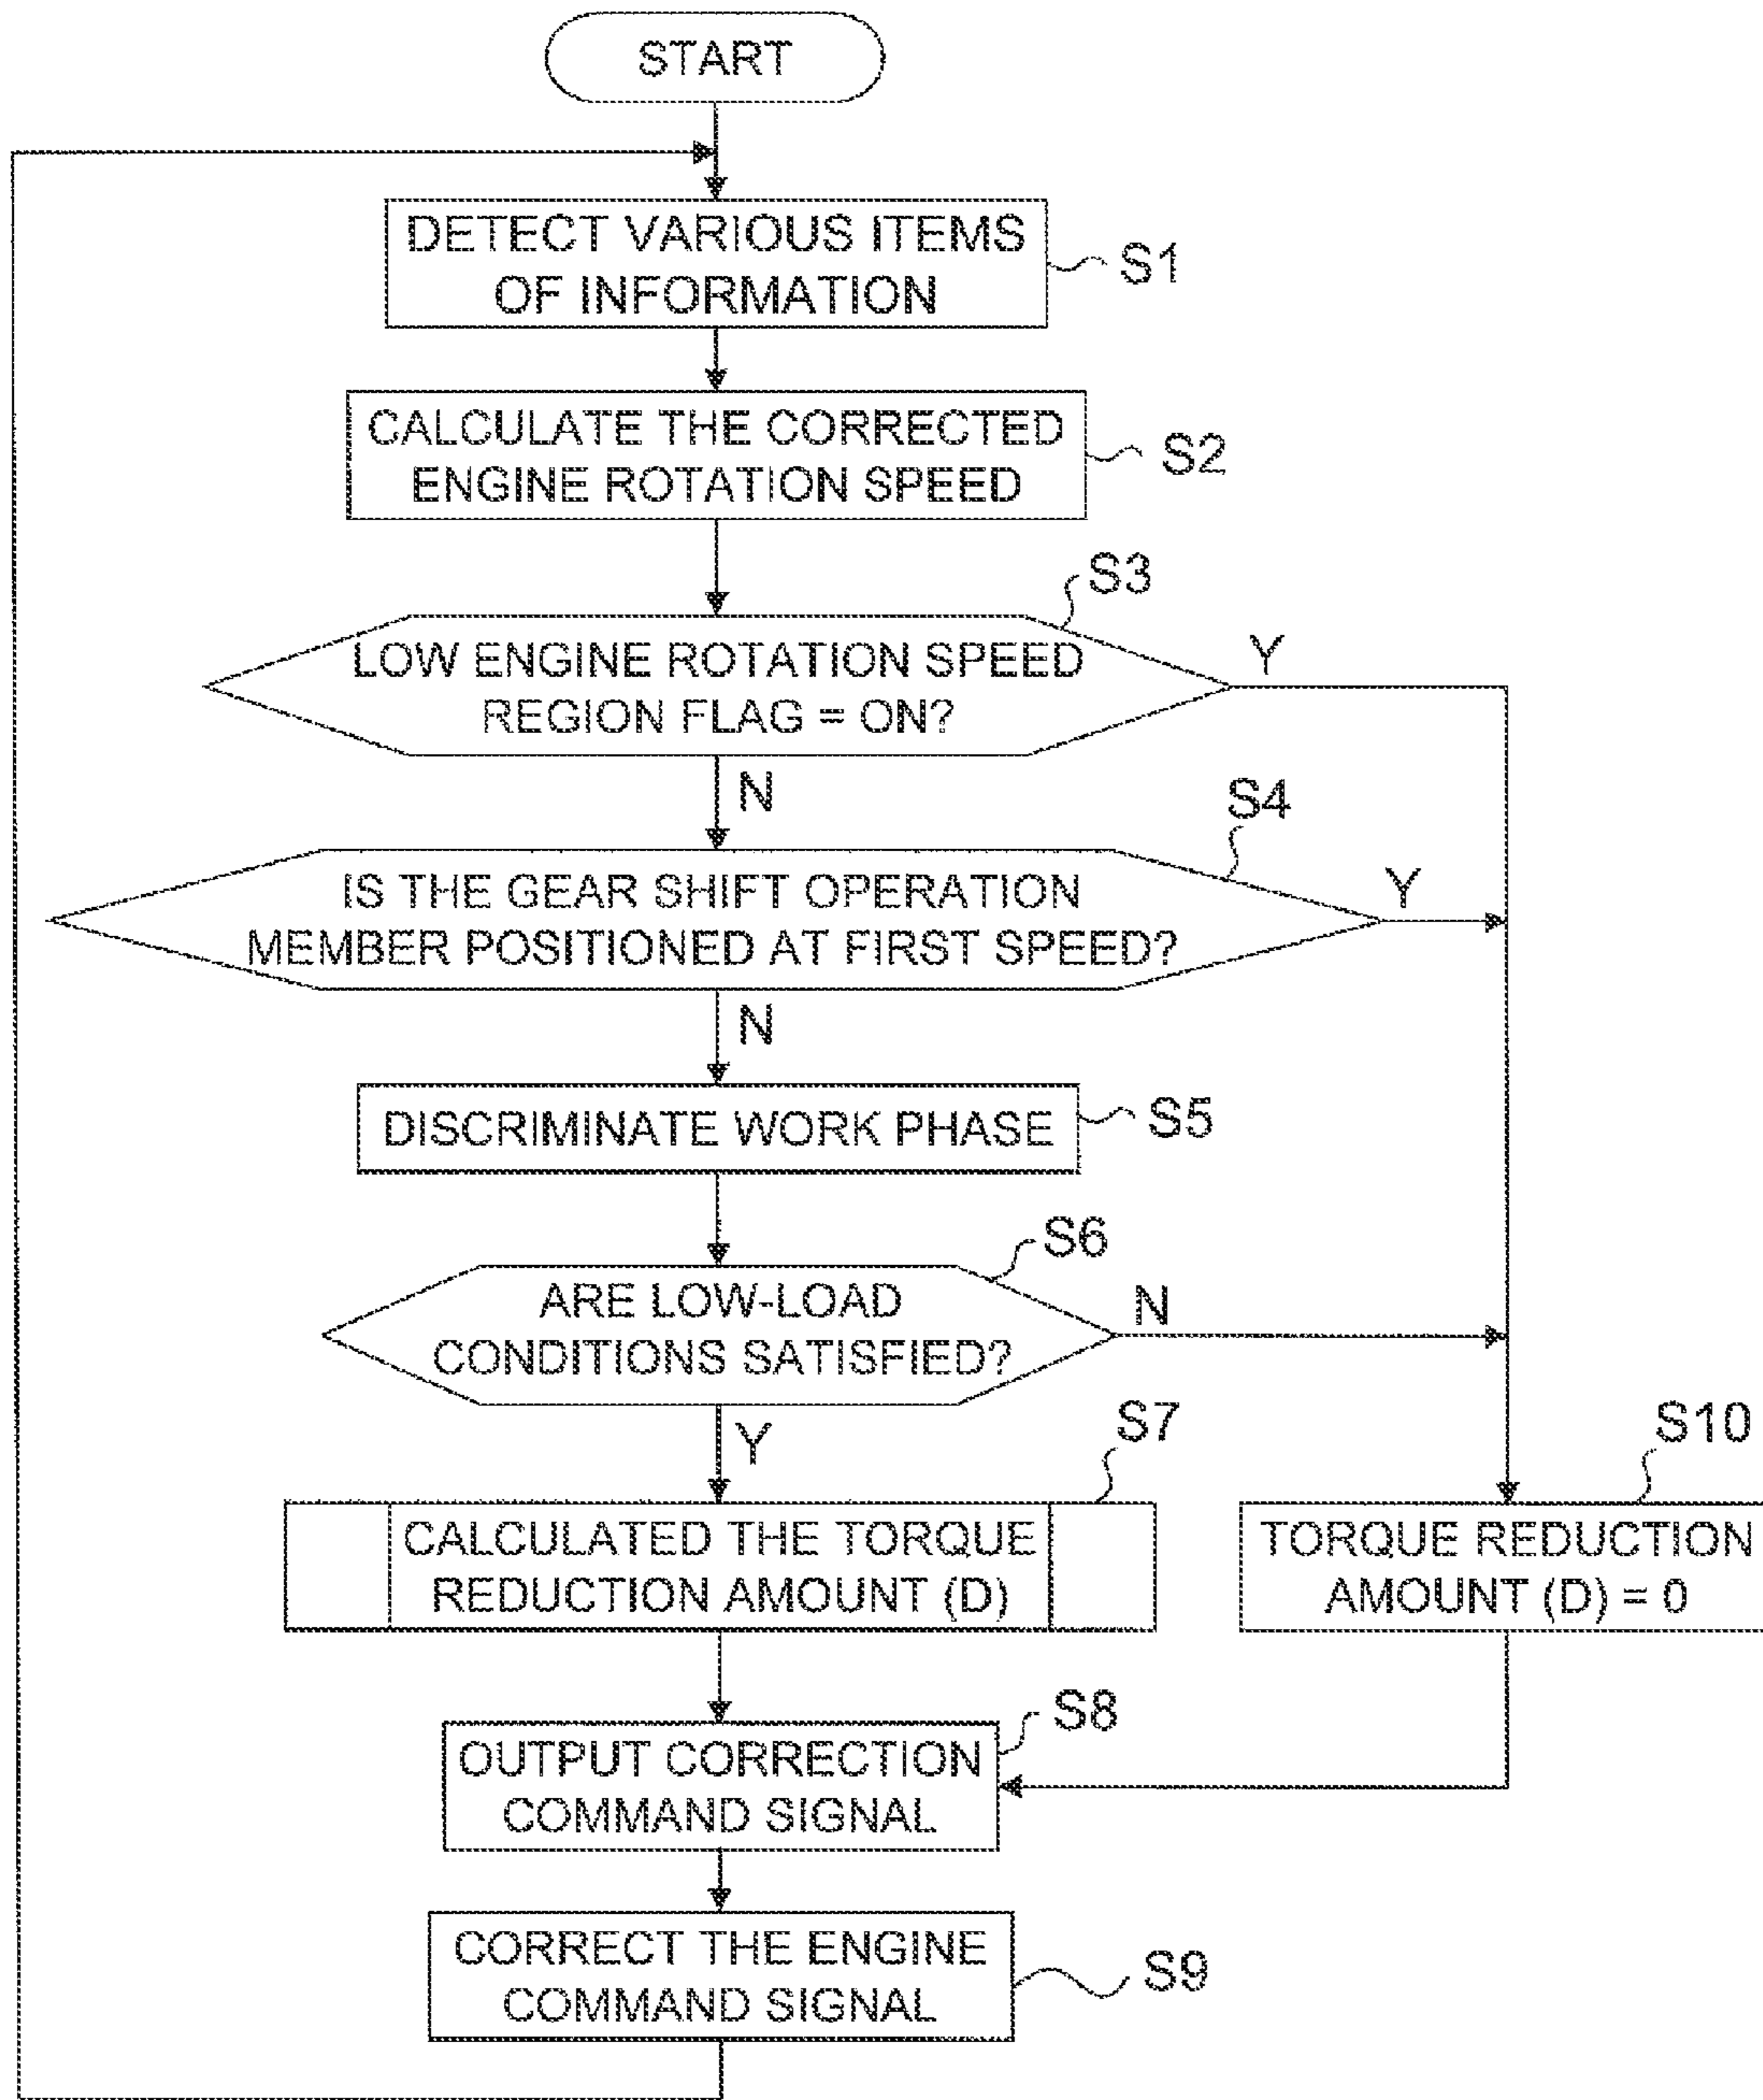 START
DETECT VARIOUS ITEMS
OF INFORMATION
S1
CALCULATE THE CORRECTED
ENGINE ROTATION SPEED
S2
S3
LOW ENGINE ROTATION SPEED
REGION FLAG = ON?
Y
N
S4
IS THE GEAR SHIFT OPERATION
MEMBER POSITIONED AT FIRST SPEED?
Y
N
DISCRIMINATE WORK PHASE
S5
S6
ARE LOW-LOAD
CONDITIONS SATISFIED?
N
Y
S7
CALCULATED THE TORQUE
REDUCTION AMOUNT (D)
S10
TORQUE REDUCTION
AMOUNT (D) = 0
S8
OUTPUT CORRECTION
COMMAND SIGNAL
CORRECT THE ENGINE
COMMAND SIGNAL
S9